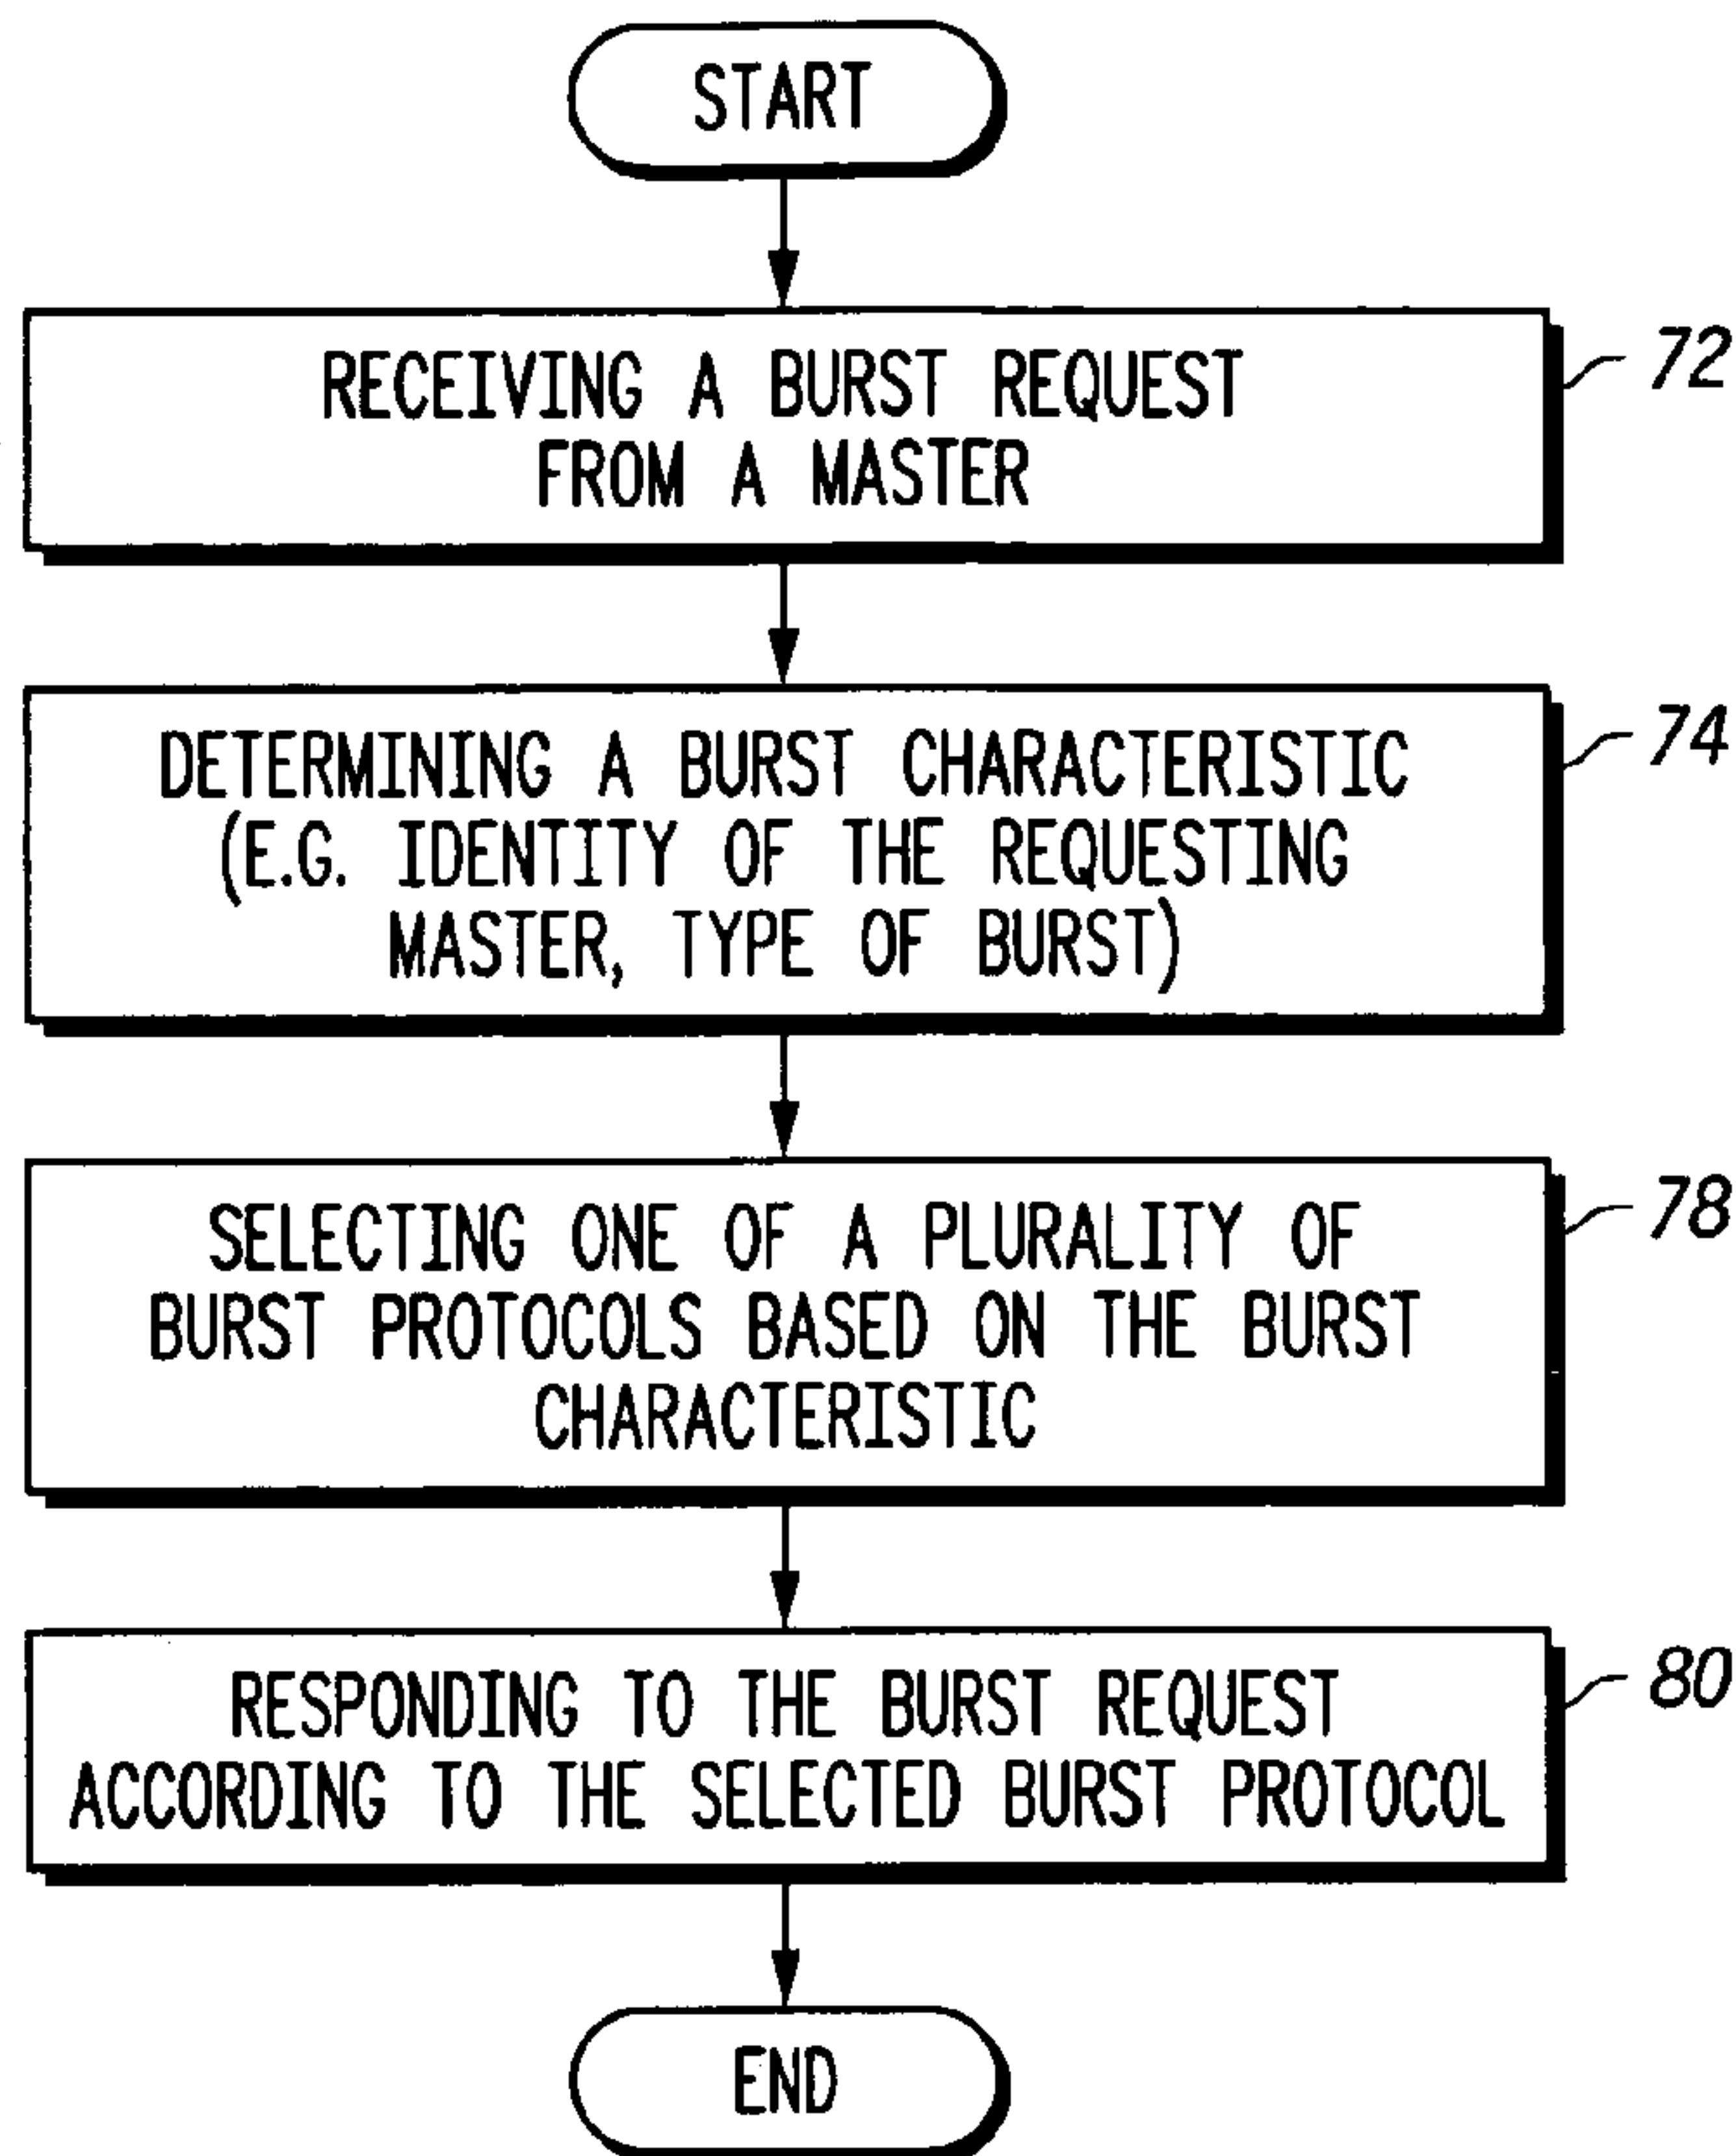 START
RECEIVING A BURST REQUEST
FROM A MASTER
72
DETERMINING A BURST CHARACTERISTIC
(E.G. IDENTITY OF THE REQUESTING
MASTER, TYPE OF BURST)
74
SELECTING ONE OF A PLURALITY OF
BURST PROTOCOLS BASED ON THE BURST
CHARACTERISTIC
78
RESPONDING TO THE BURST REQUEST
ACCORDING TO THE SELECTED BURST PROTOCOL
80
END